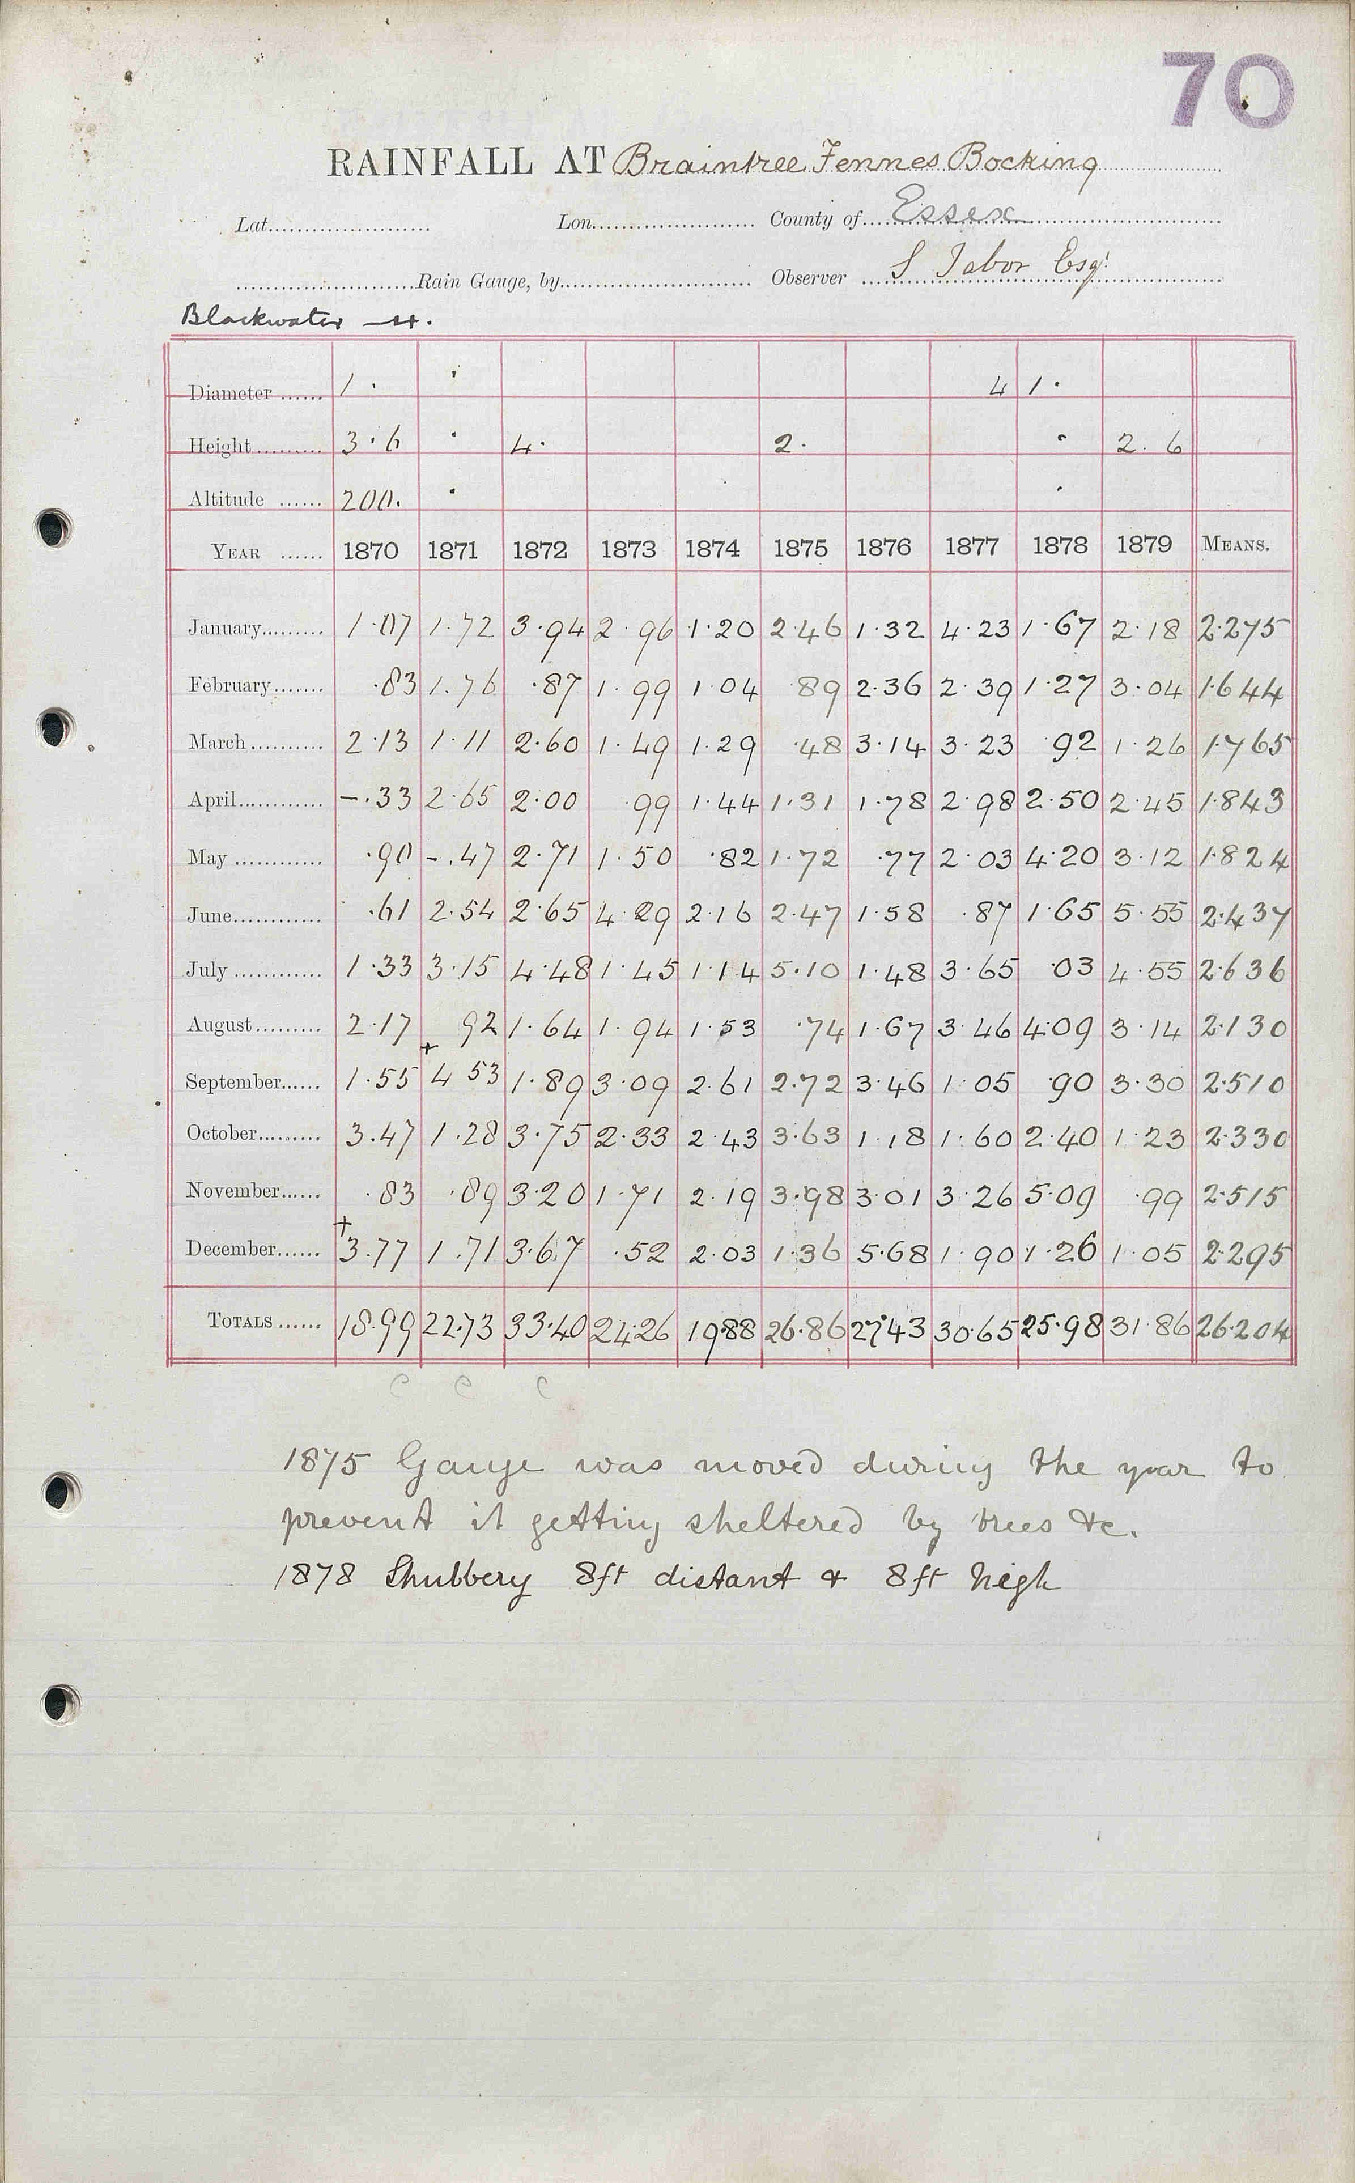 70
RAINFALL AT Braintree Fennes Bocking
Lat. Lon. County of Essex
Rain Gauge, by Observer S Tabor Esqr
Blackwater
Diameter 1 · · 4 1 ·
Height 3 · 6 · 4 · 2 · · 2 . 6
Altitude 200. · ·
YEAR 1870 1871 1872 1873 1874 1875 1876 1877 1878 1879 MEANS.
January 1·07 1·72 3·94 2·96 1·20 2·46 1·32 4·23 1·67 2·18 2·275
February ·83 1.76 ·87 1·99 1·04 ·89 2·36 2·39 1·27 3·04 1·644
March 2·13 1·11 2·60 1·49 1·29 ·48 3·14 3·23 ·92 1·26 1·765
April –·33 2·65 2·00 ·99 1·44 1·31 1·78 2·98 2·50 2·45 1·843
May ·90 –·47 2·71 1·50 ·82 1·72 ·77 2·03 4·20 3·12 1·824
June ·61 2·54 2·65 4·29 2·16 2·47 1·58 ·87 1·65 5·55 2·437
July 1·33 3·15 4·48 1·45 1·14 5·10 1·48 3·65 ·03 4·55 2·636
August 2·17 92 1·64 1·94 1·53 ·74 1·67 3·46 4·09 3·14 2·130
September 1·55 + 4 53 1·89 3·09 2·61 2·72 3·46 1·05 ·90 3·30 2·510
October 3·47 1·28 3·75 2·33 2·43 3·63 1·18 1·60 2·40 1·23 2·330
November ·83 ·89 3·20 1·71 2·19 3·98 3·01 3·26 5·09 ·99 2·515
December + 3·77 1·71 3·67 ·52 2·03 1·36 5·68 1·90 1·26 1·05 2·295
TOTALS 18·99 22·73 33·40 24·26 19·88 26·86 27·43 30·65 25·98 31·86 26·204
C C C
1875 Gauge was moved during the year to
prevent it getting sheltered by trees &c.
1878 Shubbery 8ft distant & 8ft high